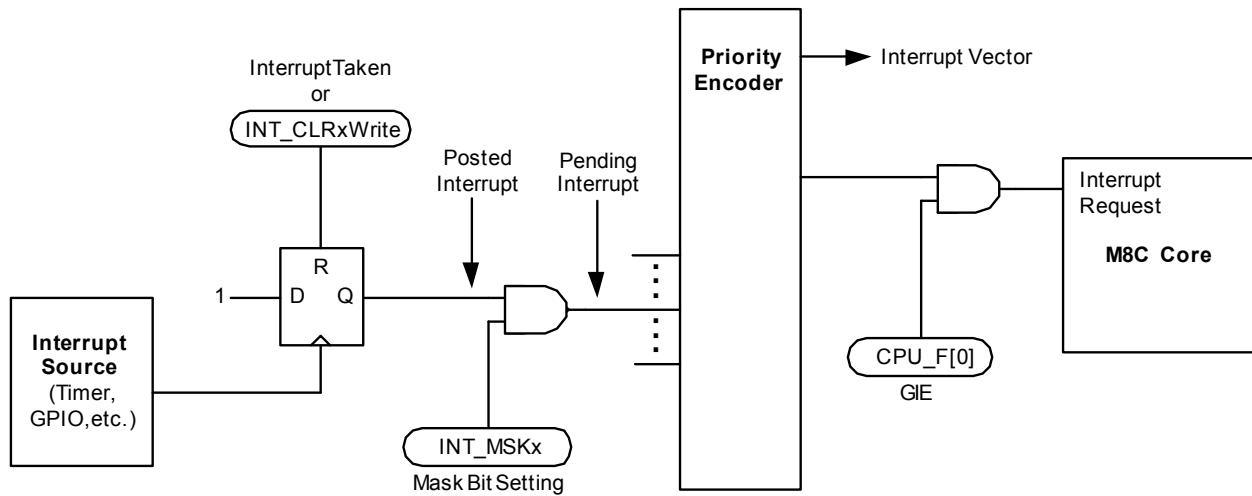 InterruptTaken
or
INT_CLRxWrite
Posted
Interrupt
Pending
Interrupt
Priority
Encoder
Interrupt Vector
Interrupt
Request
M8C Core
R
1
D Q
Interrupt
Source
(Timer,
GPIO,etc.)
INT_MSKx
Mask Bit Setting
CPU_F[0]
GIE